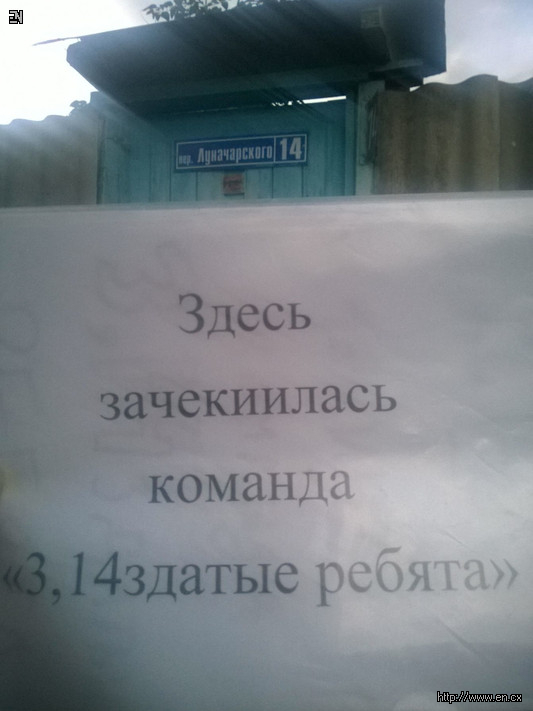 EN
пер. Луначарского 14
Здесь
зачекиилась
команда
«3,14здатые ребята»
http://www.en.cx